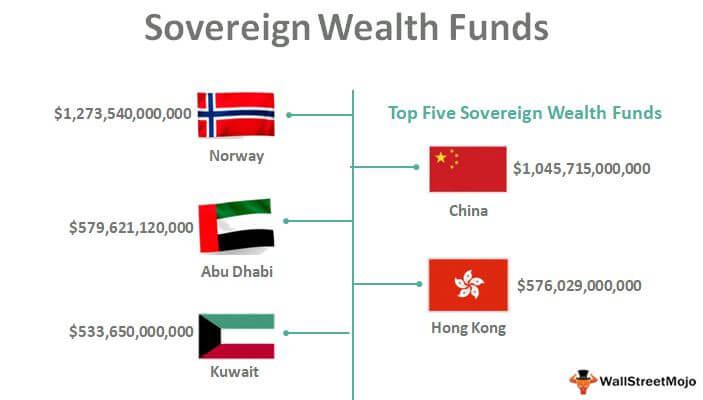 Sovereign Wealth Funds
Top Five Sovereign Wealth Funds
$1,273,540,000,000
Norway
$1,045,715,000,000
China
$579,621,120,000
Abu Dhabi
$576,029,000,000
Hong Kong
$533,650,000,000
Kuwait
WallStreetMojo